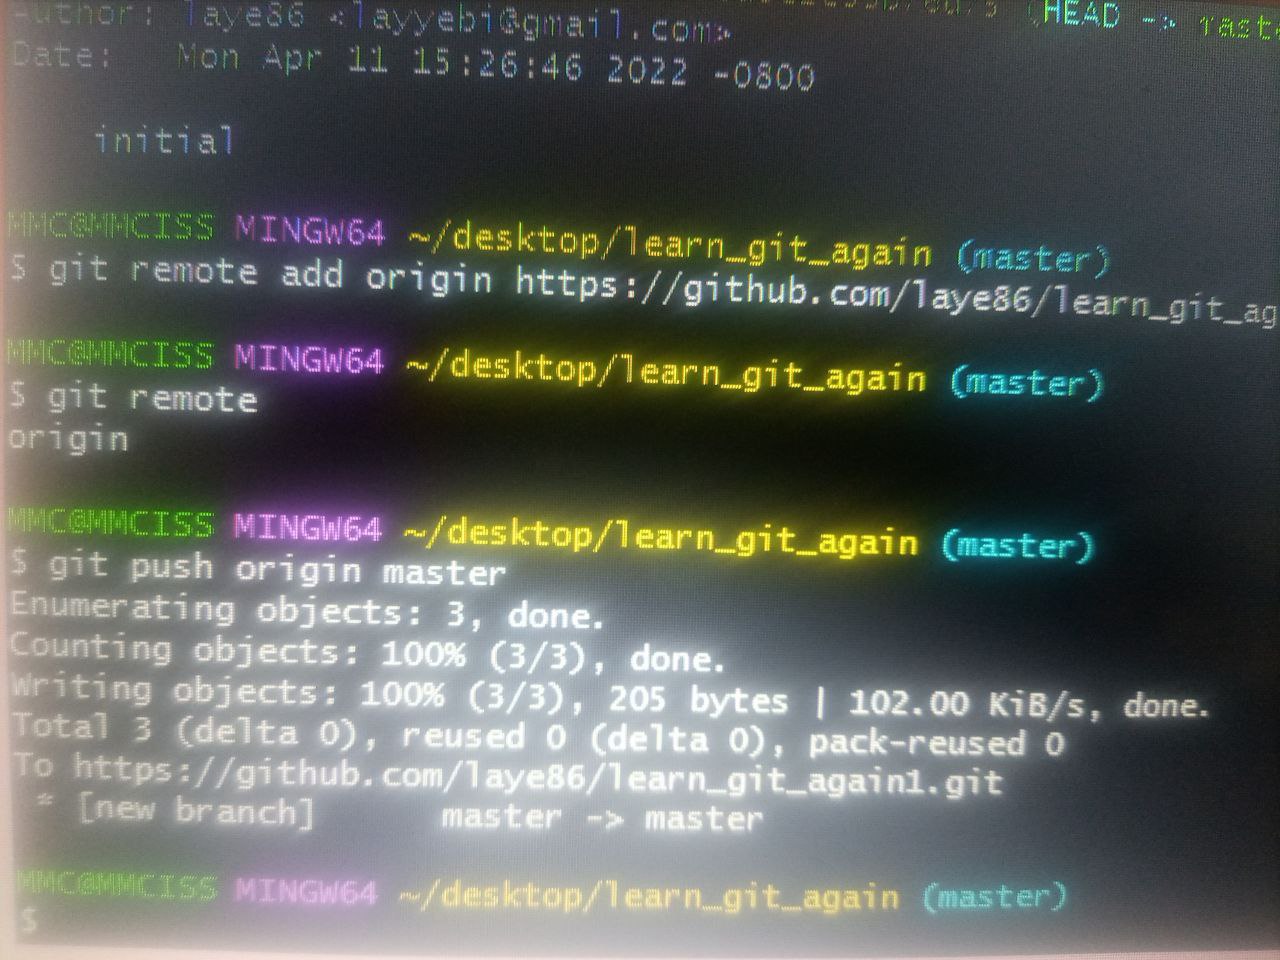 Author: laye86 <layyebi@gmail.com>
(HEAD ->
Date:   Mon Apr 11 15:26:46 2022 -0800
initial
MMC@MMCISS MINGW64 ~/desktop/learn_git_again (master)
$ git remote add origin https://github.com/laye86/learn_git_ag
MMC@MMCISS MINGW64 ~/desktop/learn_git_again (master)
$ git remote
origin
MMC@MMCISS MINGW64 ~/desktop/learn_git_again (master)
$ git push origin master
Enumerating objects: 3, done.
Counting objects: 100% (3/3), done.
Writing objects: 100% (3/3), 205 bytes | 102.00 KiB/s, done.
Total 3 (delta 0), reused 0 (delta 0), pack-reused 0
To https://github.com/laye86/learn_git_again1.git
* [new branch]      master -> master
MMC@MMCISS MINGW64 ~/desktop/learn_git_again (master)
$